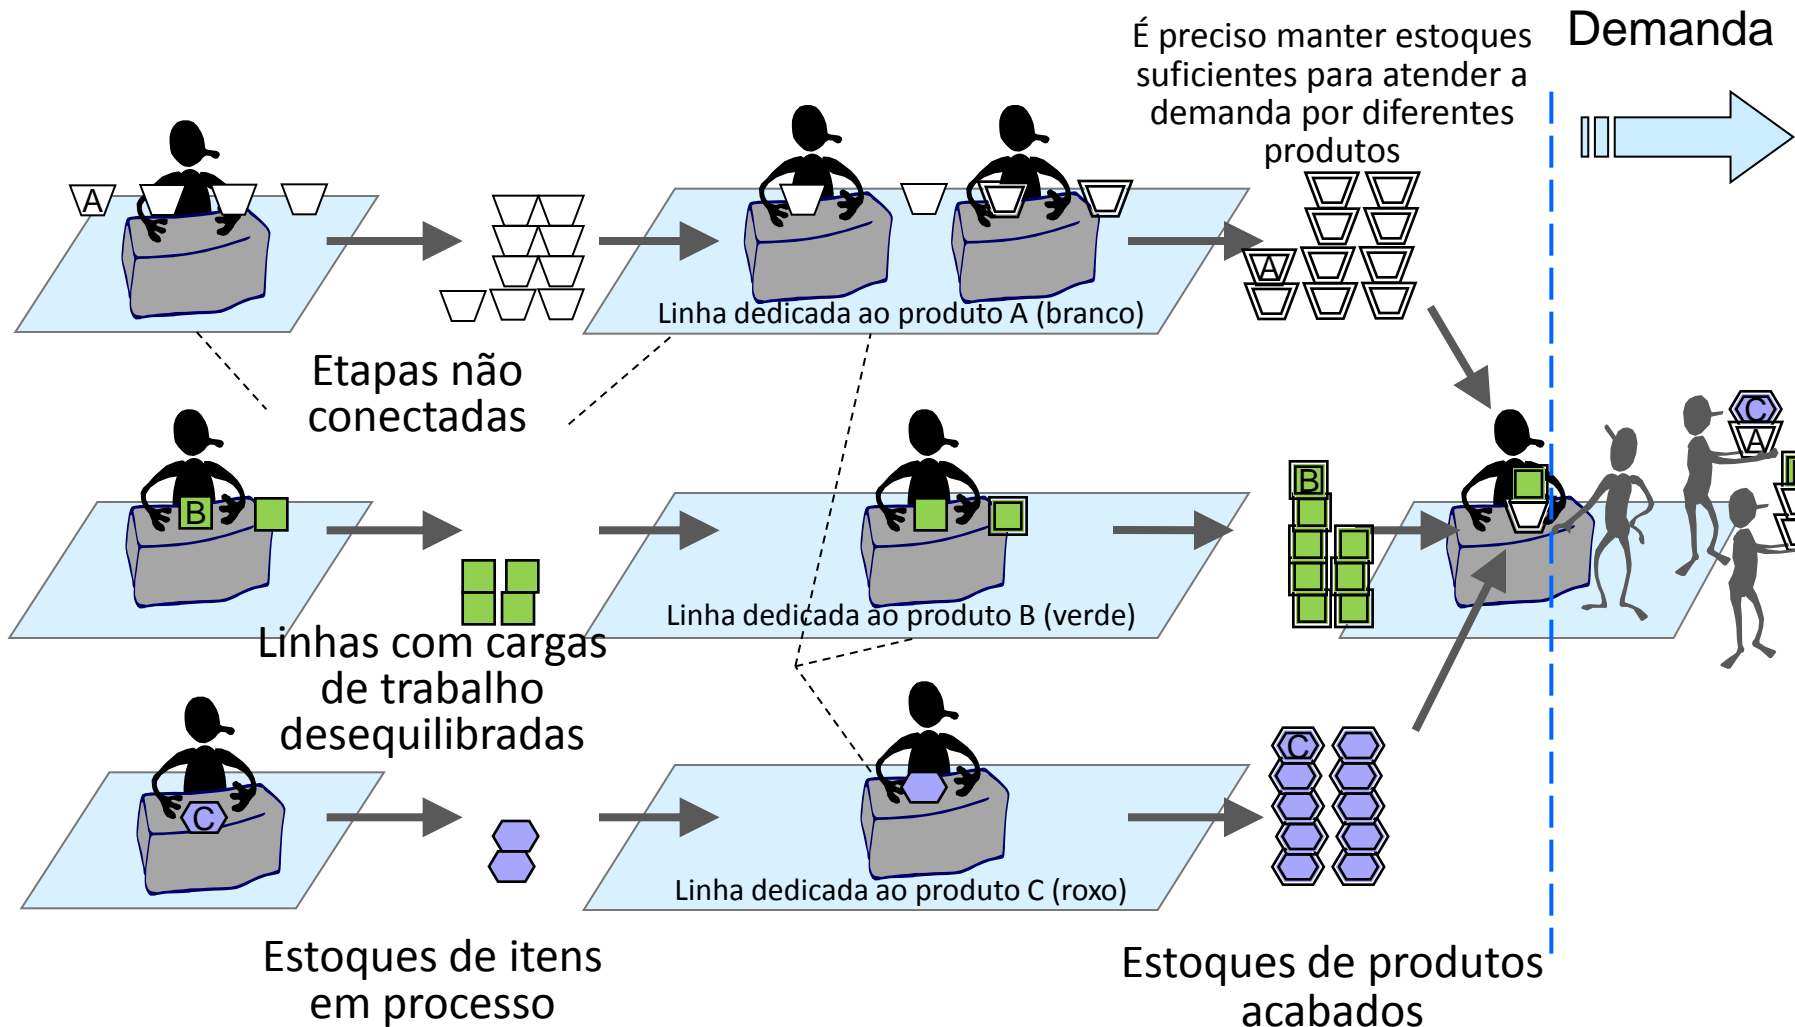 Demanda
É preciso manter estoques
suficientes para atender a
demanda por diferentes
produtos
A
A
Linha dedicada ao produto A (branco)
Etapas não
conectadas
C
A
B
B
Linha dedicada ao produto B (verde)
Linhas com cargas
de trabalho
desequilibradas
C
C
Linha dedicada ao produto C (roxo)
Estoques de itens
em processo
Estoques de produtos
acabados